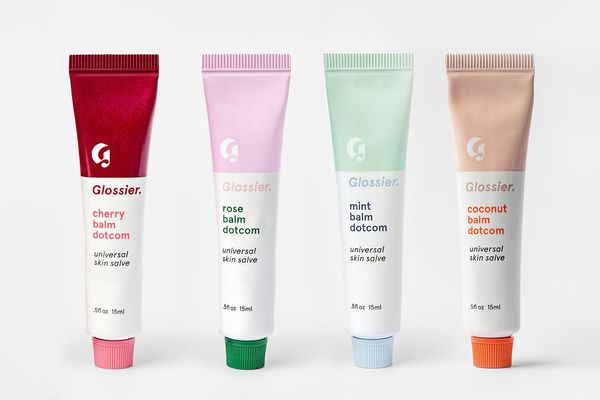 Glossier.
cherry
balm
dotcom
universal
skin salve
.5fl oz 15ml
Glossier.
rose
balm
dotcom
universal
skin salve
.5fl oz 15ml
Glossier.
mint
balm
dotcom
universal
skin salve
.5fl oz 15ml
Glossier.
coconut
balm
dotcom
universal
skin salve
.5fl oz 15ml